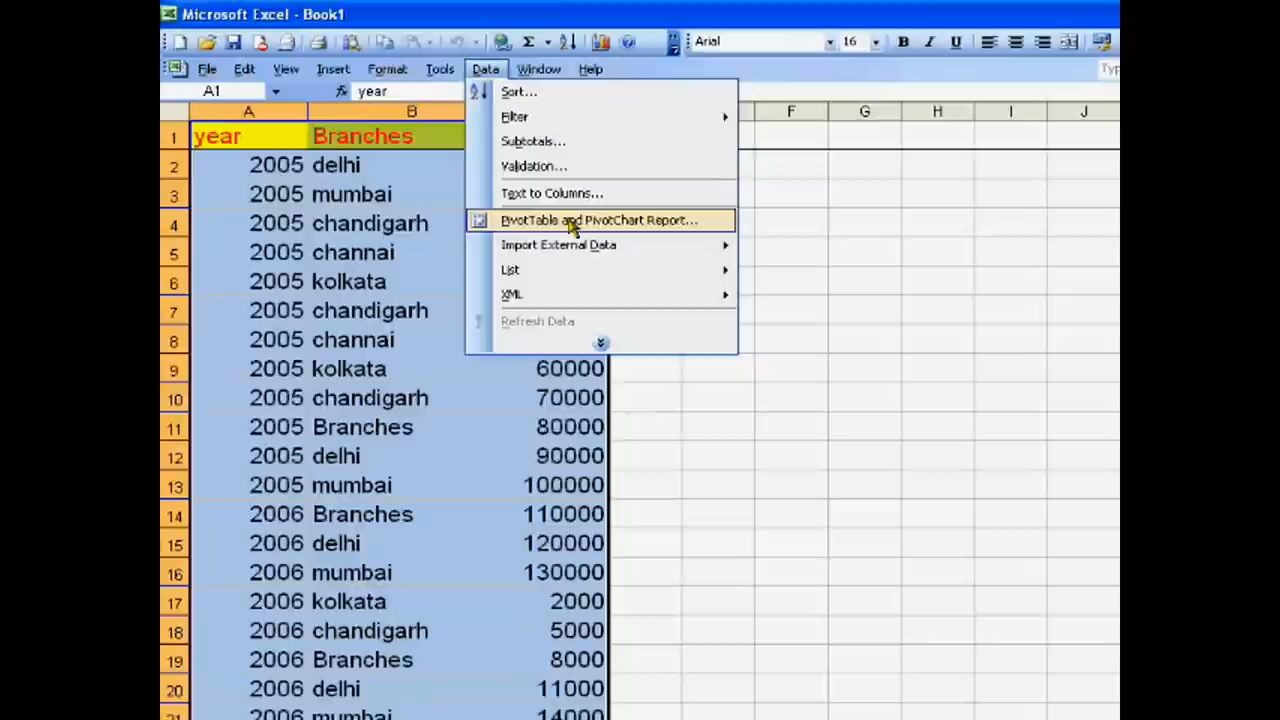 Microsoft Excel - Book1
Arial 16 B I U
File Edit View Insert Format Tools Data Window Help
A1 fx year
A B F G H I J
1 year Branches
2 2005 delhi
3 2005 mumbai
4 2005 chandigarh
5 2005 channai
6 2005 kolkata
7 2005 chandigarh
8 2005 channai
9 2005 kolkata 60000
10 2005 chandigarh 70000
11 2005 Branches 80000
12 2005 delhi 90000
13 2005 mumbai 100000
14 2006 Branches 110000
15 2006 delhi 120000
16 2006 mumbai 130000
17 2006 kolkata 2000
18 2006 chandigarh 5000
19 2006 Branches 8000
20 2006 delhi 11000
21 2006 mumbai 14000
Sort...
Filter
Subtotals...
Validation...
Text to Columns...
PivotTable and PivotChart Report...
Import External Data
List
XML
Refresh Data